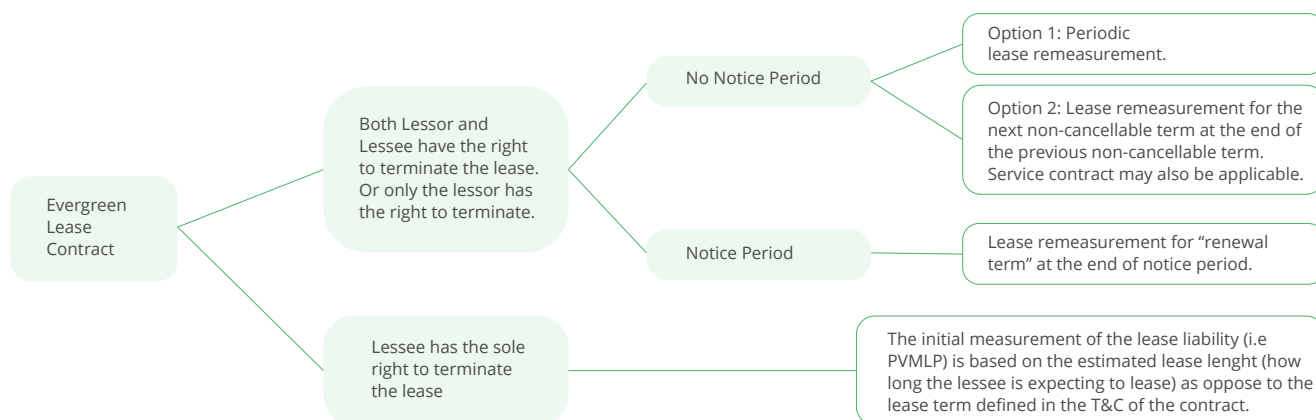 Evergreen
Lease
Contract
Both Lessor and
Lessee have the right
to terminate the lease.
Or only the lessor has
the right to terminate.
No Notice Period
Option 1: Periodic
lease remeasurement.
Option 2: Lease remeasurement for the
next non-cancellable term at the end of
the previous non-cancellable term.
Service contract may also be applicable.
Notice Period
Lease remeasurement for “renewal
term” at the end of notice period.
Lessee has the sole
right to terminate
the lease
The initial measurement of the lease liability (i.e
PVMLP) is based on the estimated lease lenght (how
long the lessee is expecting to lease) as oppose to the
lease term defined in the T&C of the contract.